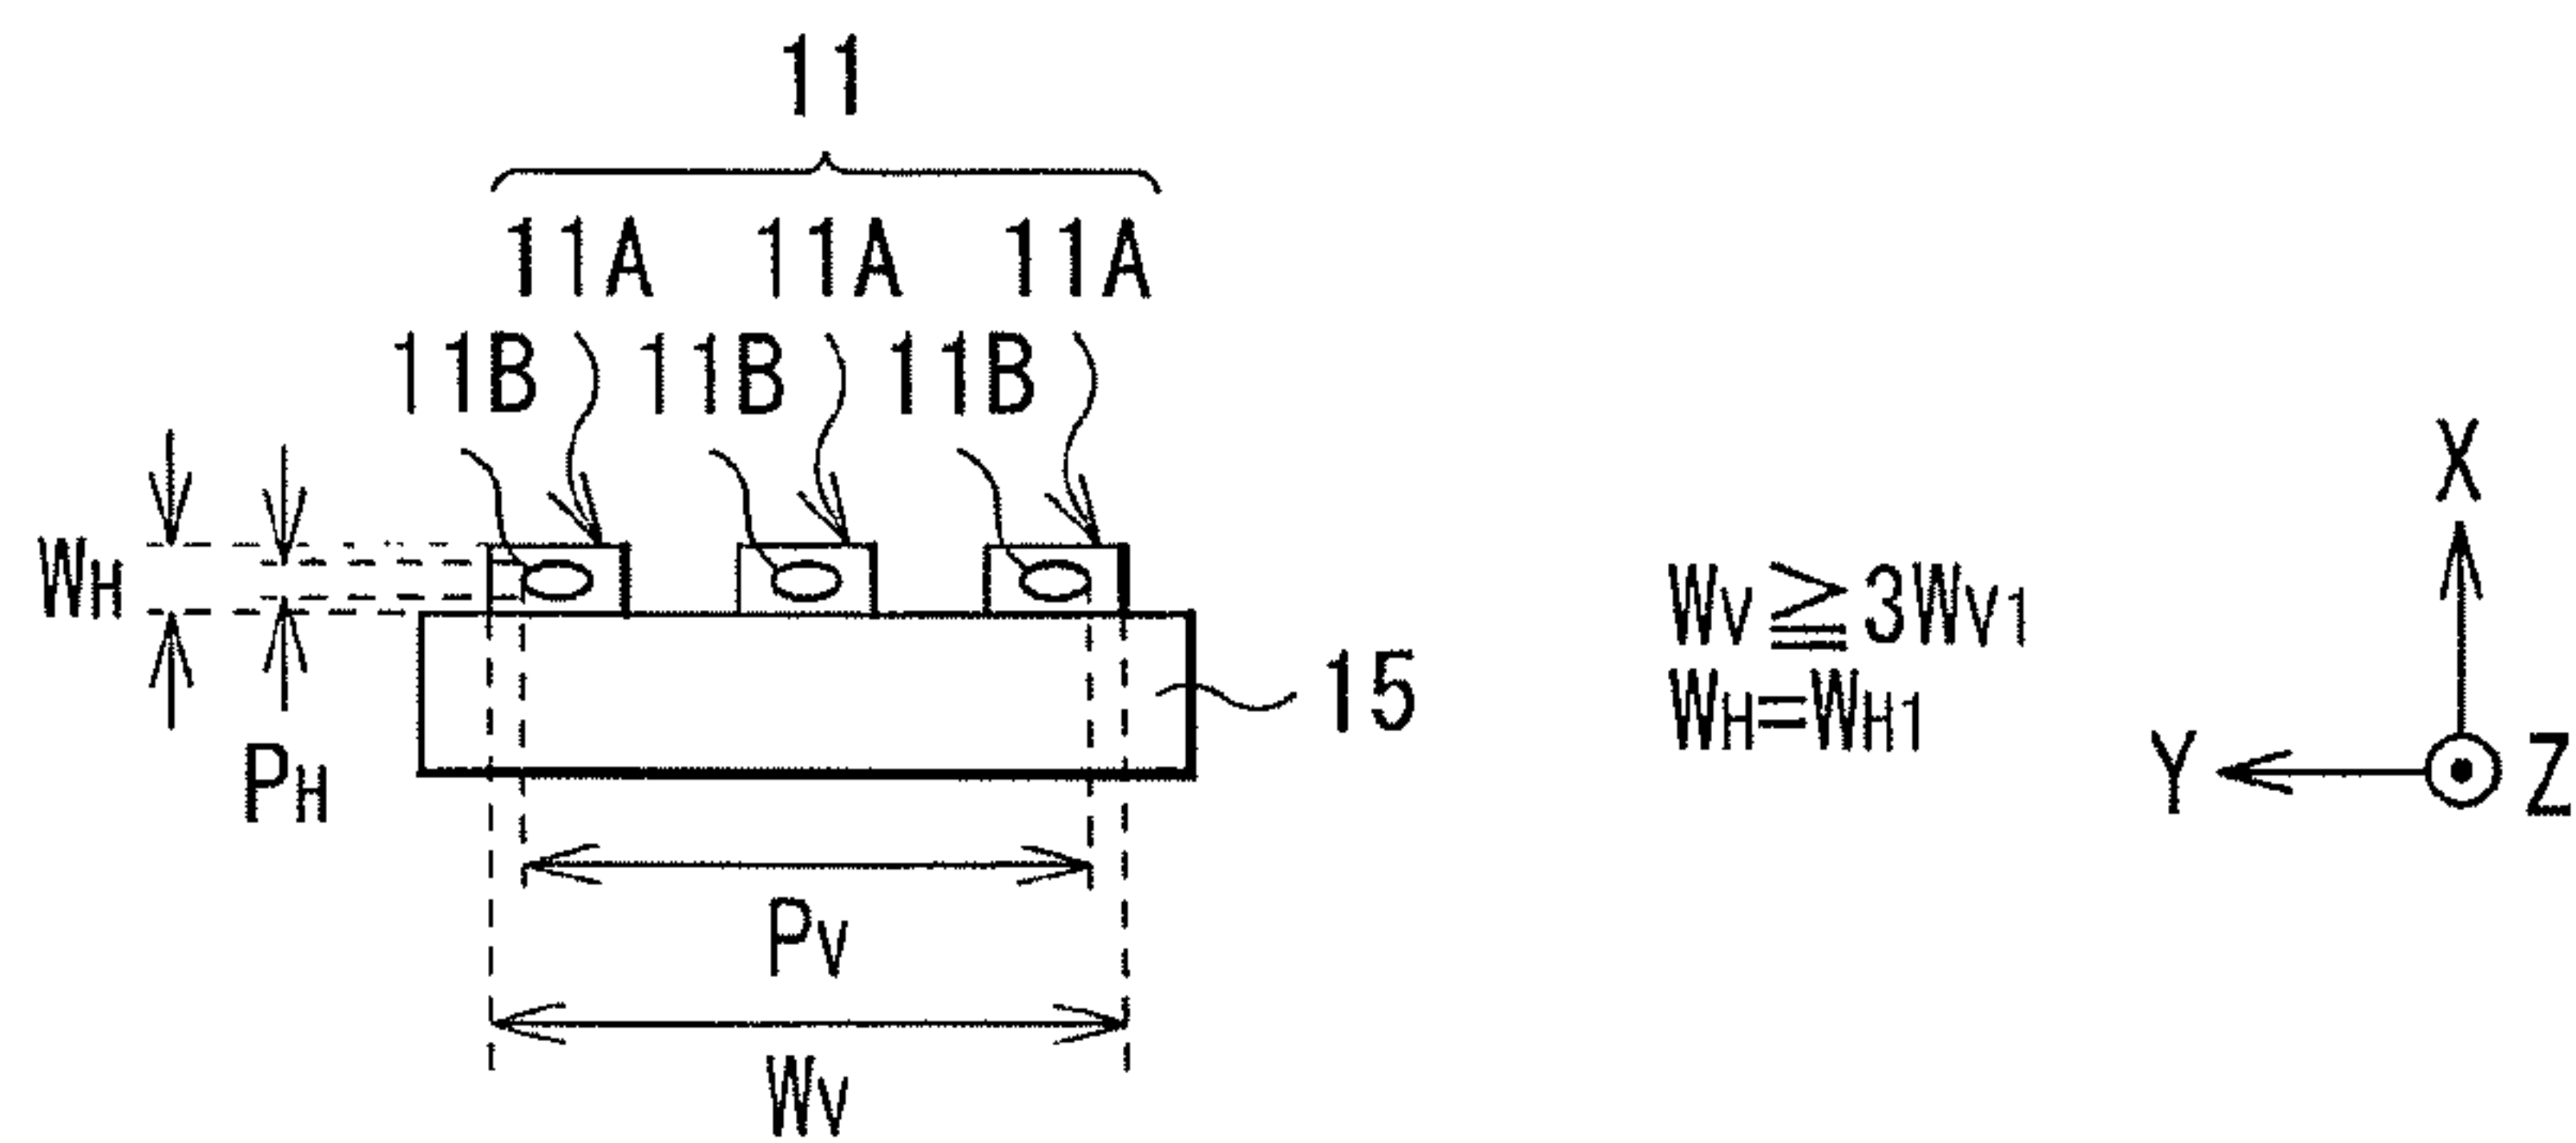 11
11A 11A 11A
11B 11B 11B
WH
PH
15
PV
WV
WV≧3WV1
WH=WH1
X
Y
Z